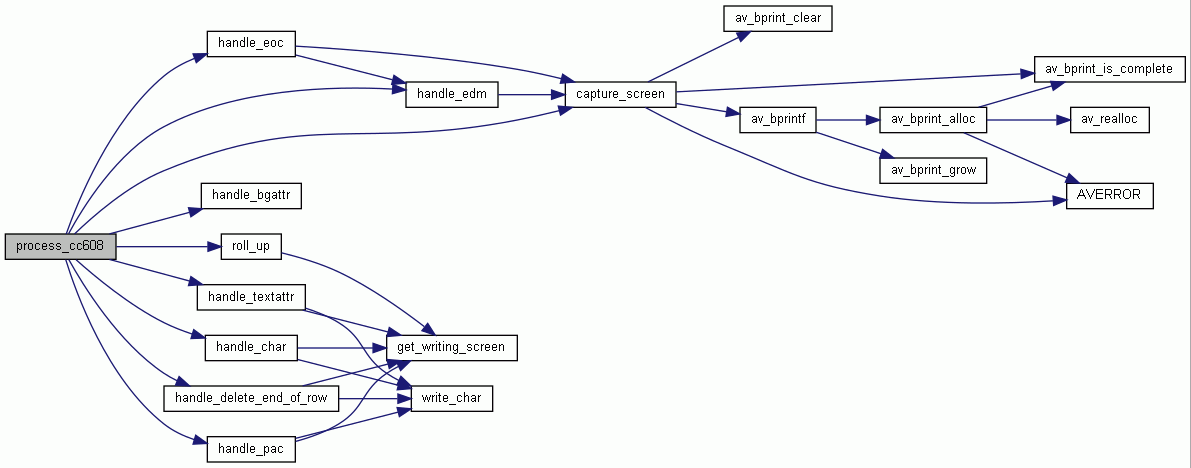 av_bprint_clear
handle_eoc
av_bprint_is_complete
handle_edm
capture_screen
av_bprintf
av_bprint_alloc
av_realloc
av_bprint_grow
handle_bgattr
AVERROR
process_cc608
roll_up
handle_textattr
handle_char
get_writing_screen
handle_delete_end_of_row
write_char
handle_pac